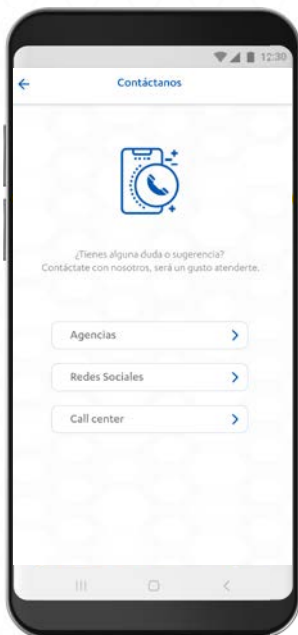 12:30
Contáctanos
¿Tienes alguna duda o sugerencia?
Contáctate con nosotros, será un gusto atenderte.
Agencias
Redes Sociales
Call center